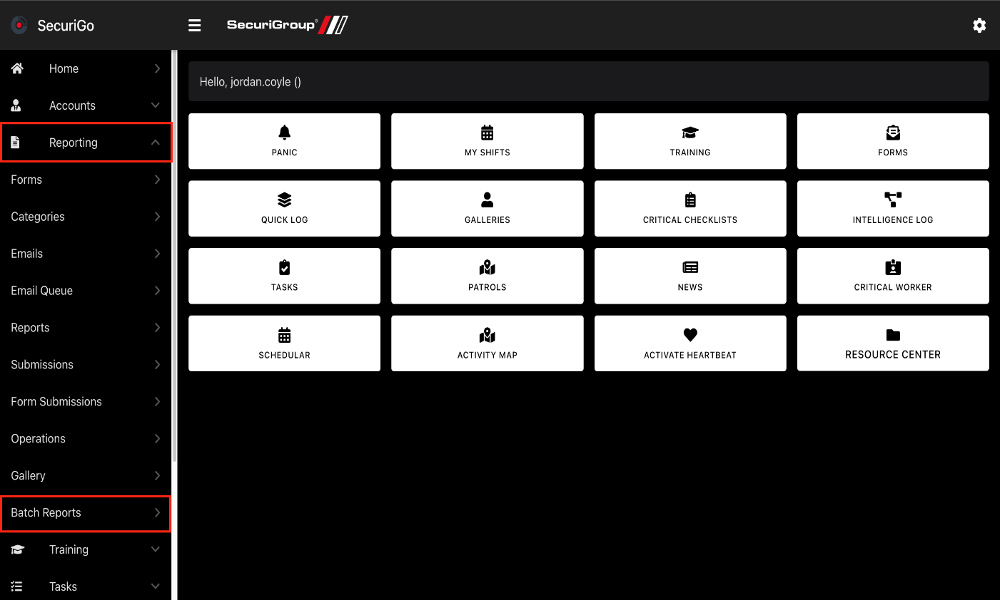 SecuriGo
SecuriGroup®
Home
Accounts
Reporting
Forms
Categories
Emails
Email Queue
Reports
Submissions
Form Submissions
Operations
Gallery
Batch Reports
Training
Tasks
Hello, jordan.coyle ()
PANIC
MY SHIFTS
TRAINING
FORMS
QUICK LOG
GALLERIES
CRITICAL CHECKLISTS
INTELLIGENCE LOG
TASKS
PATROLS
NEWS
CRITICAL WORKER
SCHEDULAR
ACTIVITY MAP
ACTIVATE HEARTBEAT
RESOURCE CENTER